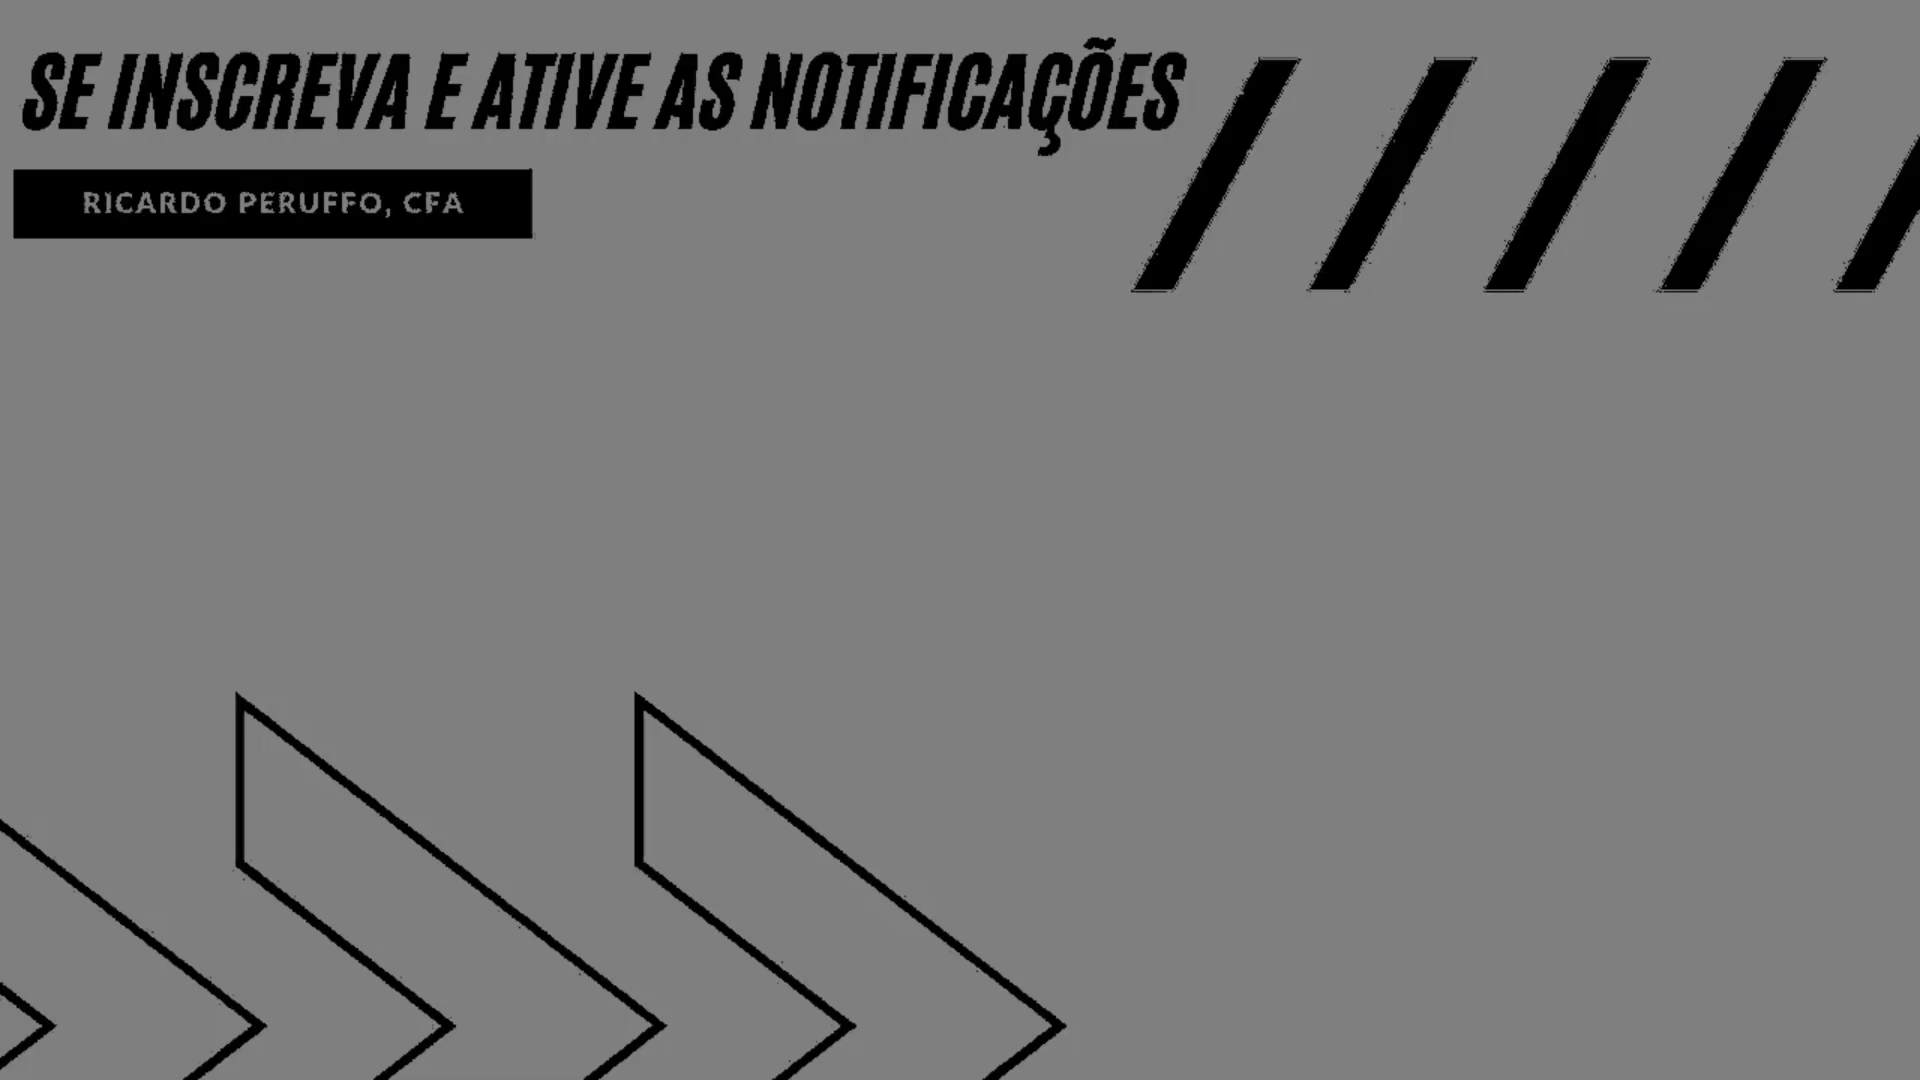 SE INSCREVA E ATIVE AS NOTIFICAÇÕES
RICARDO PERUFFO, CFA